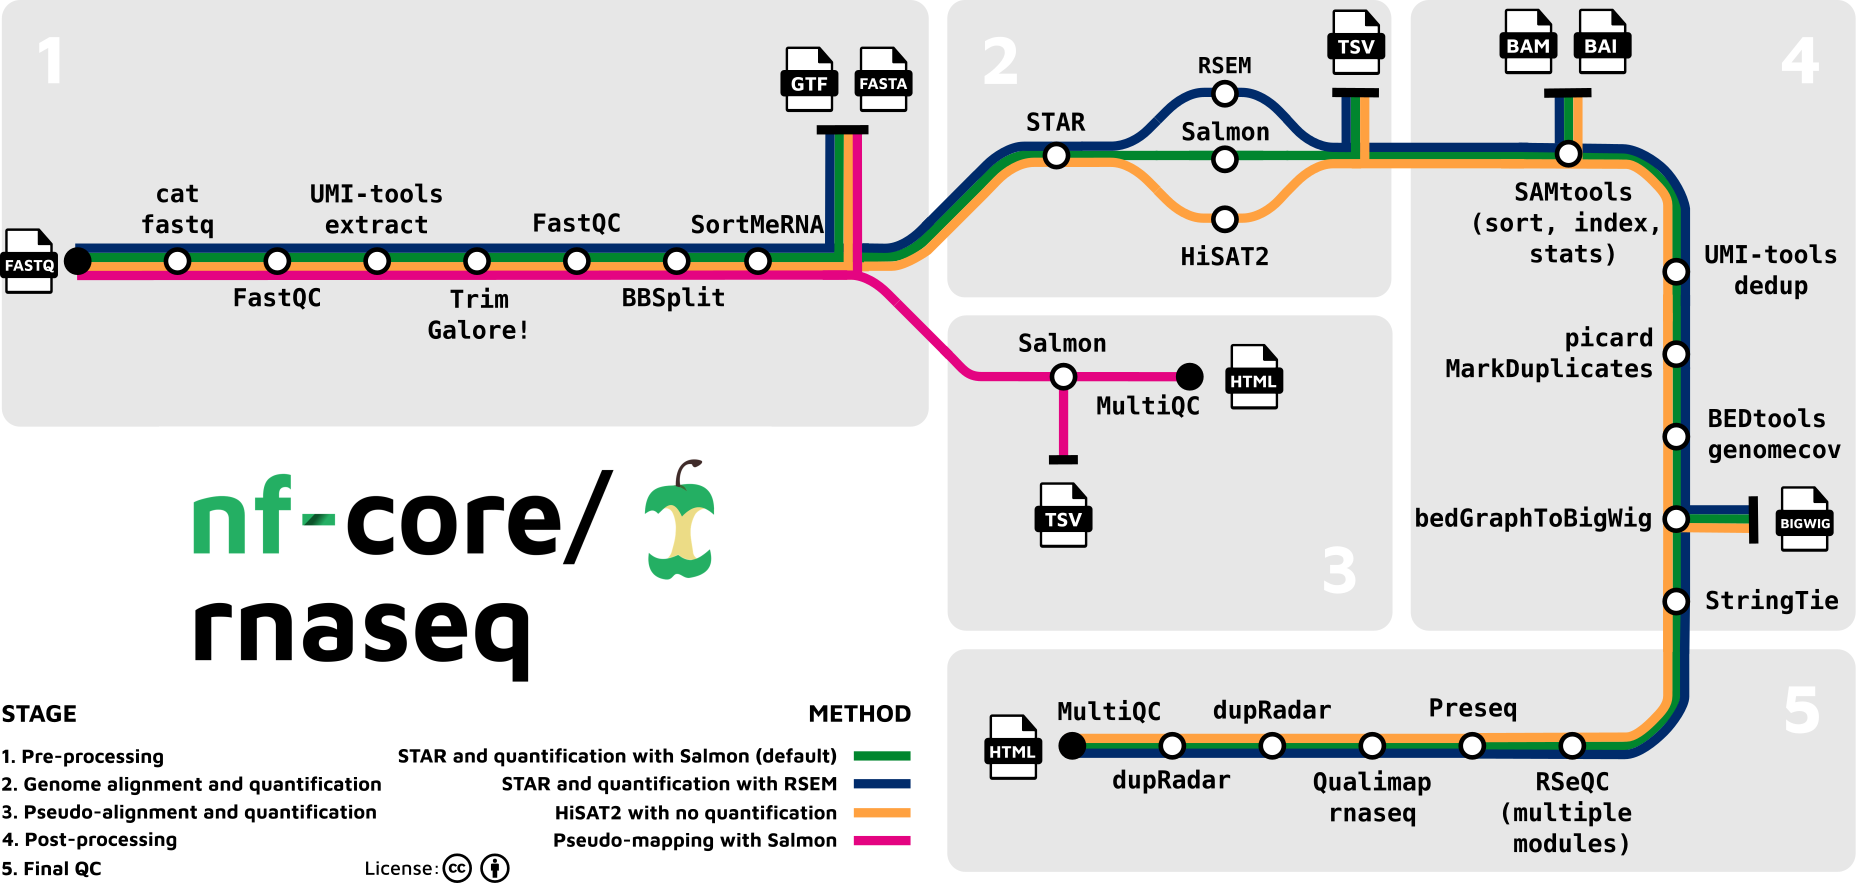 1
GTF
FASTA
cat
fastq
UMI-tools
extract
FastQC
SortMeRNA
FASTQ
FastQC
Trim
Galore!
BBSplit
2
RSEM
TSV
STAR
Salmon
HiSAT2
BAM
BAI
4
SAMtools
(sort, index,
stats)
UMI-tools
dedup
picard
MarkDuplicates
BEDtools
genomecov
bedGraphToBigWig
BIGWIG
StringTie
Salmon
HTML
MultiQC
TSV
3
nf-core/
rnaseq
5
MultiQC
dupRadar
Preseq
HTML
dupRadar
Qualimap
rnaseq
RSeQC
(multiple
modules)
STAGE
1. Pre-processing
2. Genome alignment and quantification
3. Pseudo-alignment and quantification
4. Post-processing
5. Final QC
METHOD
STAR and quantification with Salmon (default)
STAR and quantification with RSEM
HiSAT2 with no quantification
Pseudo-mapping with Salmon
License: cc